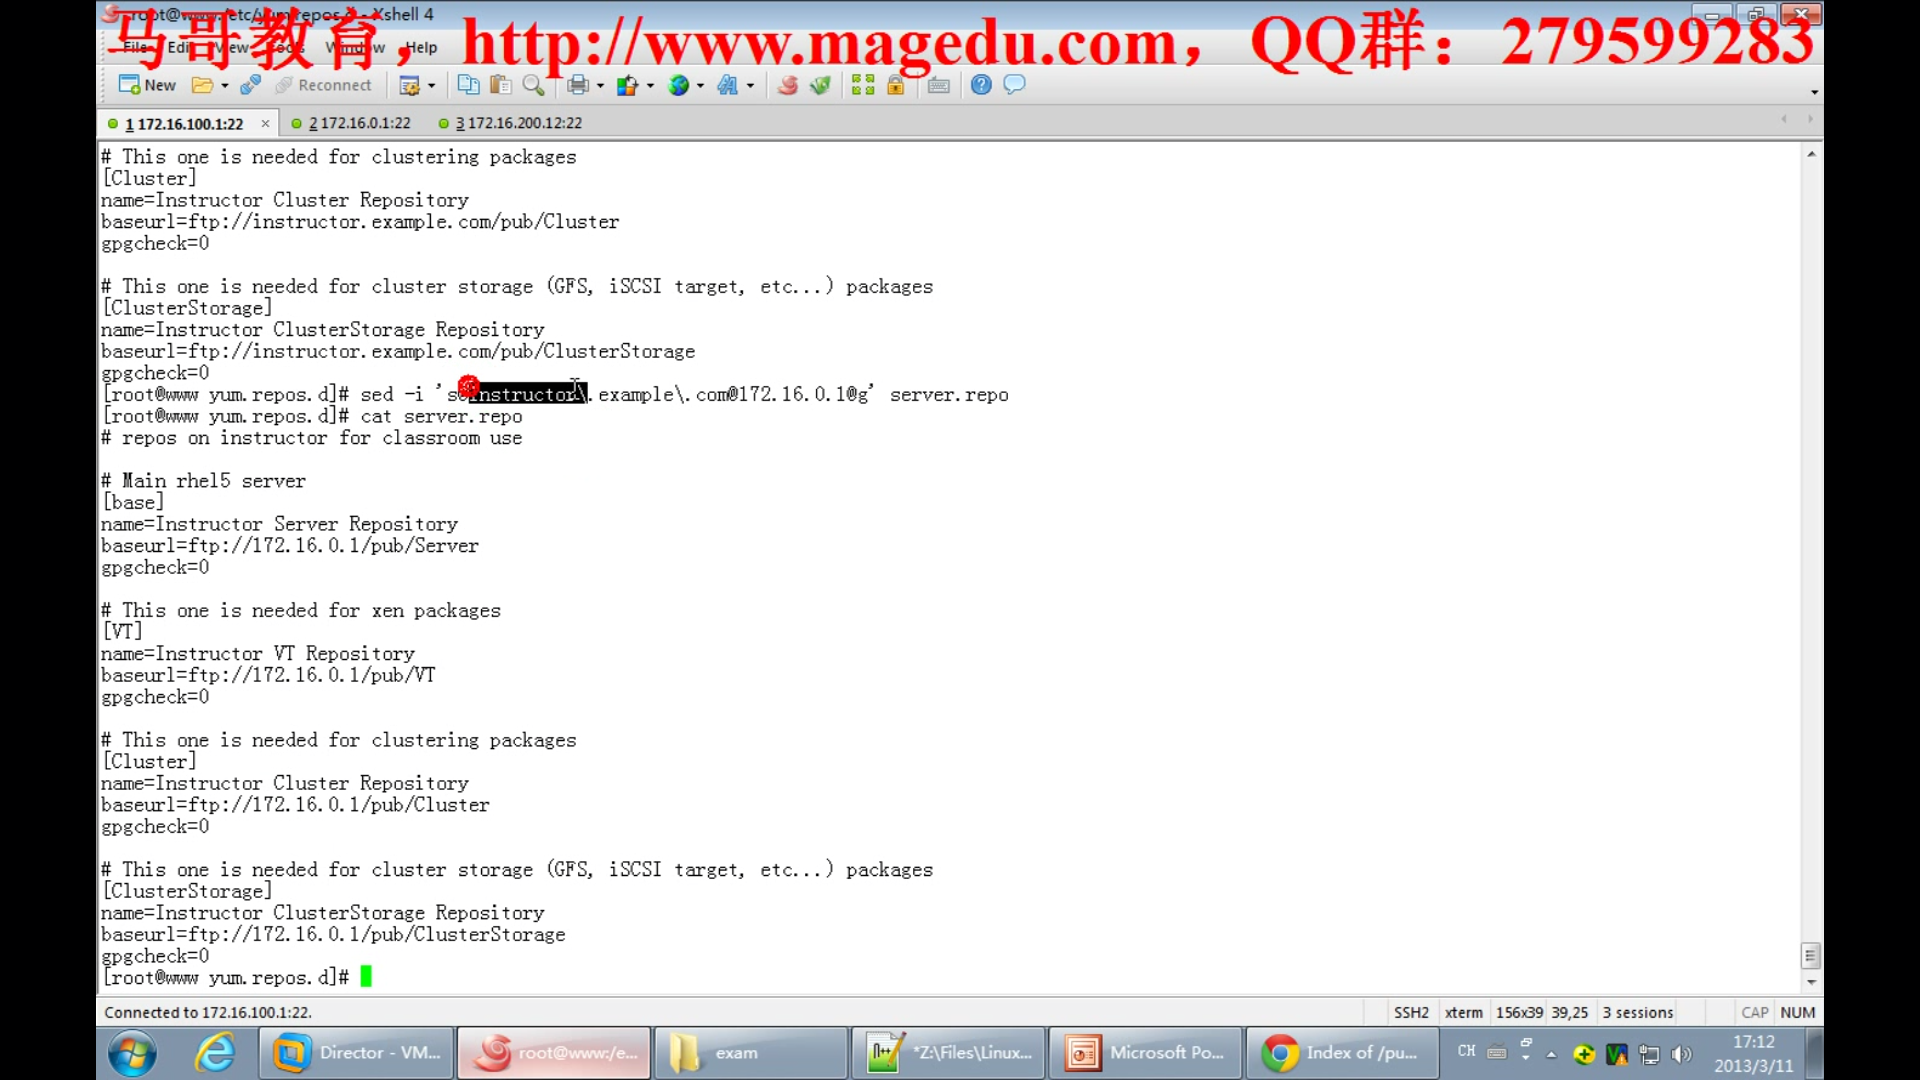 root@www:/etc/yum.repos.d - Xshell 4
马哥教育，http://www.magedu.com，QQ群：279599283
File Edit View Tools Window Help
New Reconnect
1 172.16.100.1:22 2 172.16.0.1:22 3 172.16.200.12:22
# This one is needed for clustering packages
[Cluster]
name=Instructor Cluster Repository
baseurl=ftp://instructor.example.com/pub/Cluster
gpgcheck=0
# This one is needed for cluster storage (GFS, iSCSI target, etc...) packages
[ClusterStorage]
name=Instructor ClusterStorage Repository
baseurl=ftp://instructor.example.com/pub/ClusterStorage
gpgcheck=0
[root@www yum.repos.d]# sed -i 's@instructor\.example\.com@172.16.0.1@g' server.repo
[root@www yum.repos.d]# cat server.repo
# repos on instructor for classroom use
# Main rhel5 server
[base]
name=Instructor Server Repository
baseurl=ftp://172.16.0.1/pub/Server
gpgcheck=0
# This one is needed for xen packages
[VT]
name=Instructor VT Repository
baseurl=ftp://172.16.0.1/pub/VT
gpgcheck=0
# This one is needed for clustering packages
[Cluster]
name=Instructor Cluster Repository
baseurl=ftp://172.16.0.1/pub/Cluster
gpgcheck=0
# This one is needed for cluster storage (GFS, iSCSI target, etc...) packages
[ClusterStorage]
name=Instructor ClusterStorage Repository
baseurl=ftp://172.16.0.1/pub/ClusterStorage
gpgcheck=0
[root@www yum.repos.d]#
Connected to 172.16.100.1:22. SSH2 xterm 156x39 39,25 3 sessions CAP NUM
Director - VM... root@www:/e... exam *Z:\Files\Linux... Microsoft Po... Index of /pu... CH 17:12
2013/3/11